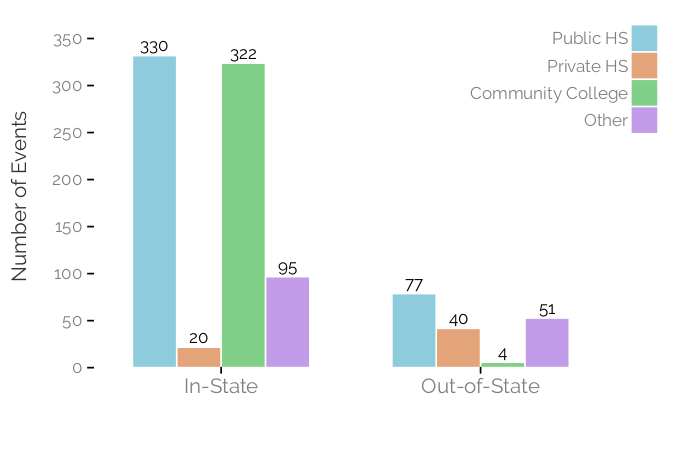 Number of Events
350
300
250
200
150
100
50
0
330
20
322
95
77
40
4
51
In-State
Out-of-State
Public HS
Private HS
Community College
Other